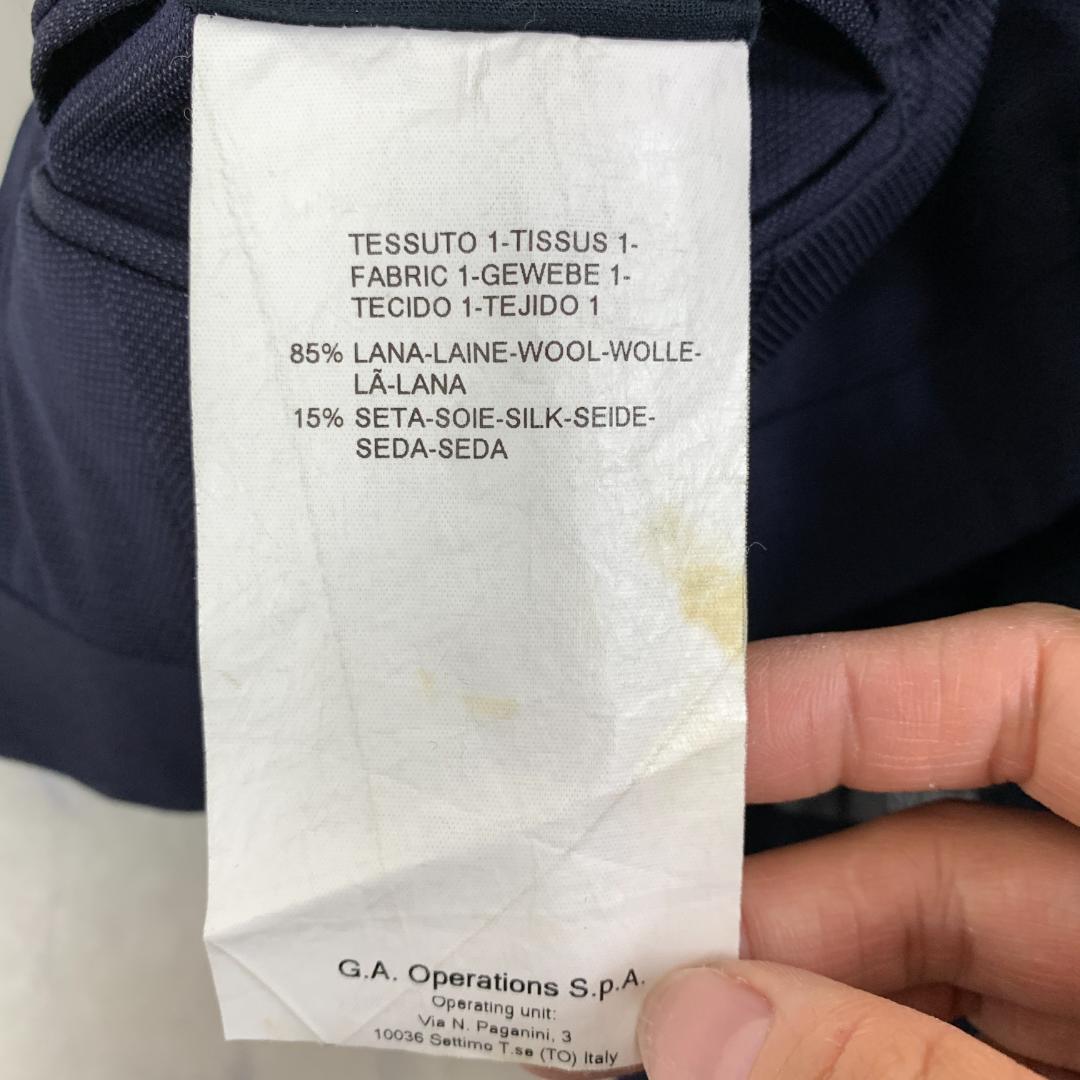 TESSUTO 1-TISSUS 1-
FABRIC 1-GEWEBE 1-
TECIDO 1-TEJIDO 1
85% LANA-LAINE-WOOL-WOLLE-
LÃ-LANA
15% SETA-SOIE-SILK-SEIDE-
SEDA-SEDA
G.A. Operations S.p.A.
Operating unit:
Via N. Paganini, 3
10036 Settimo T.se (TO) Italy